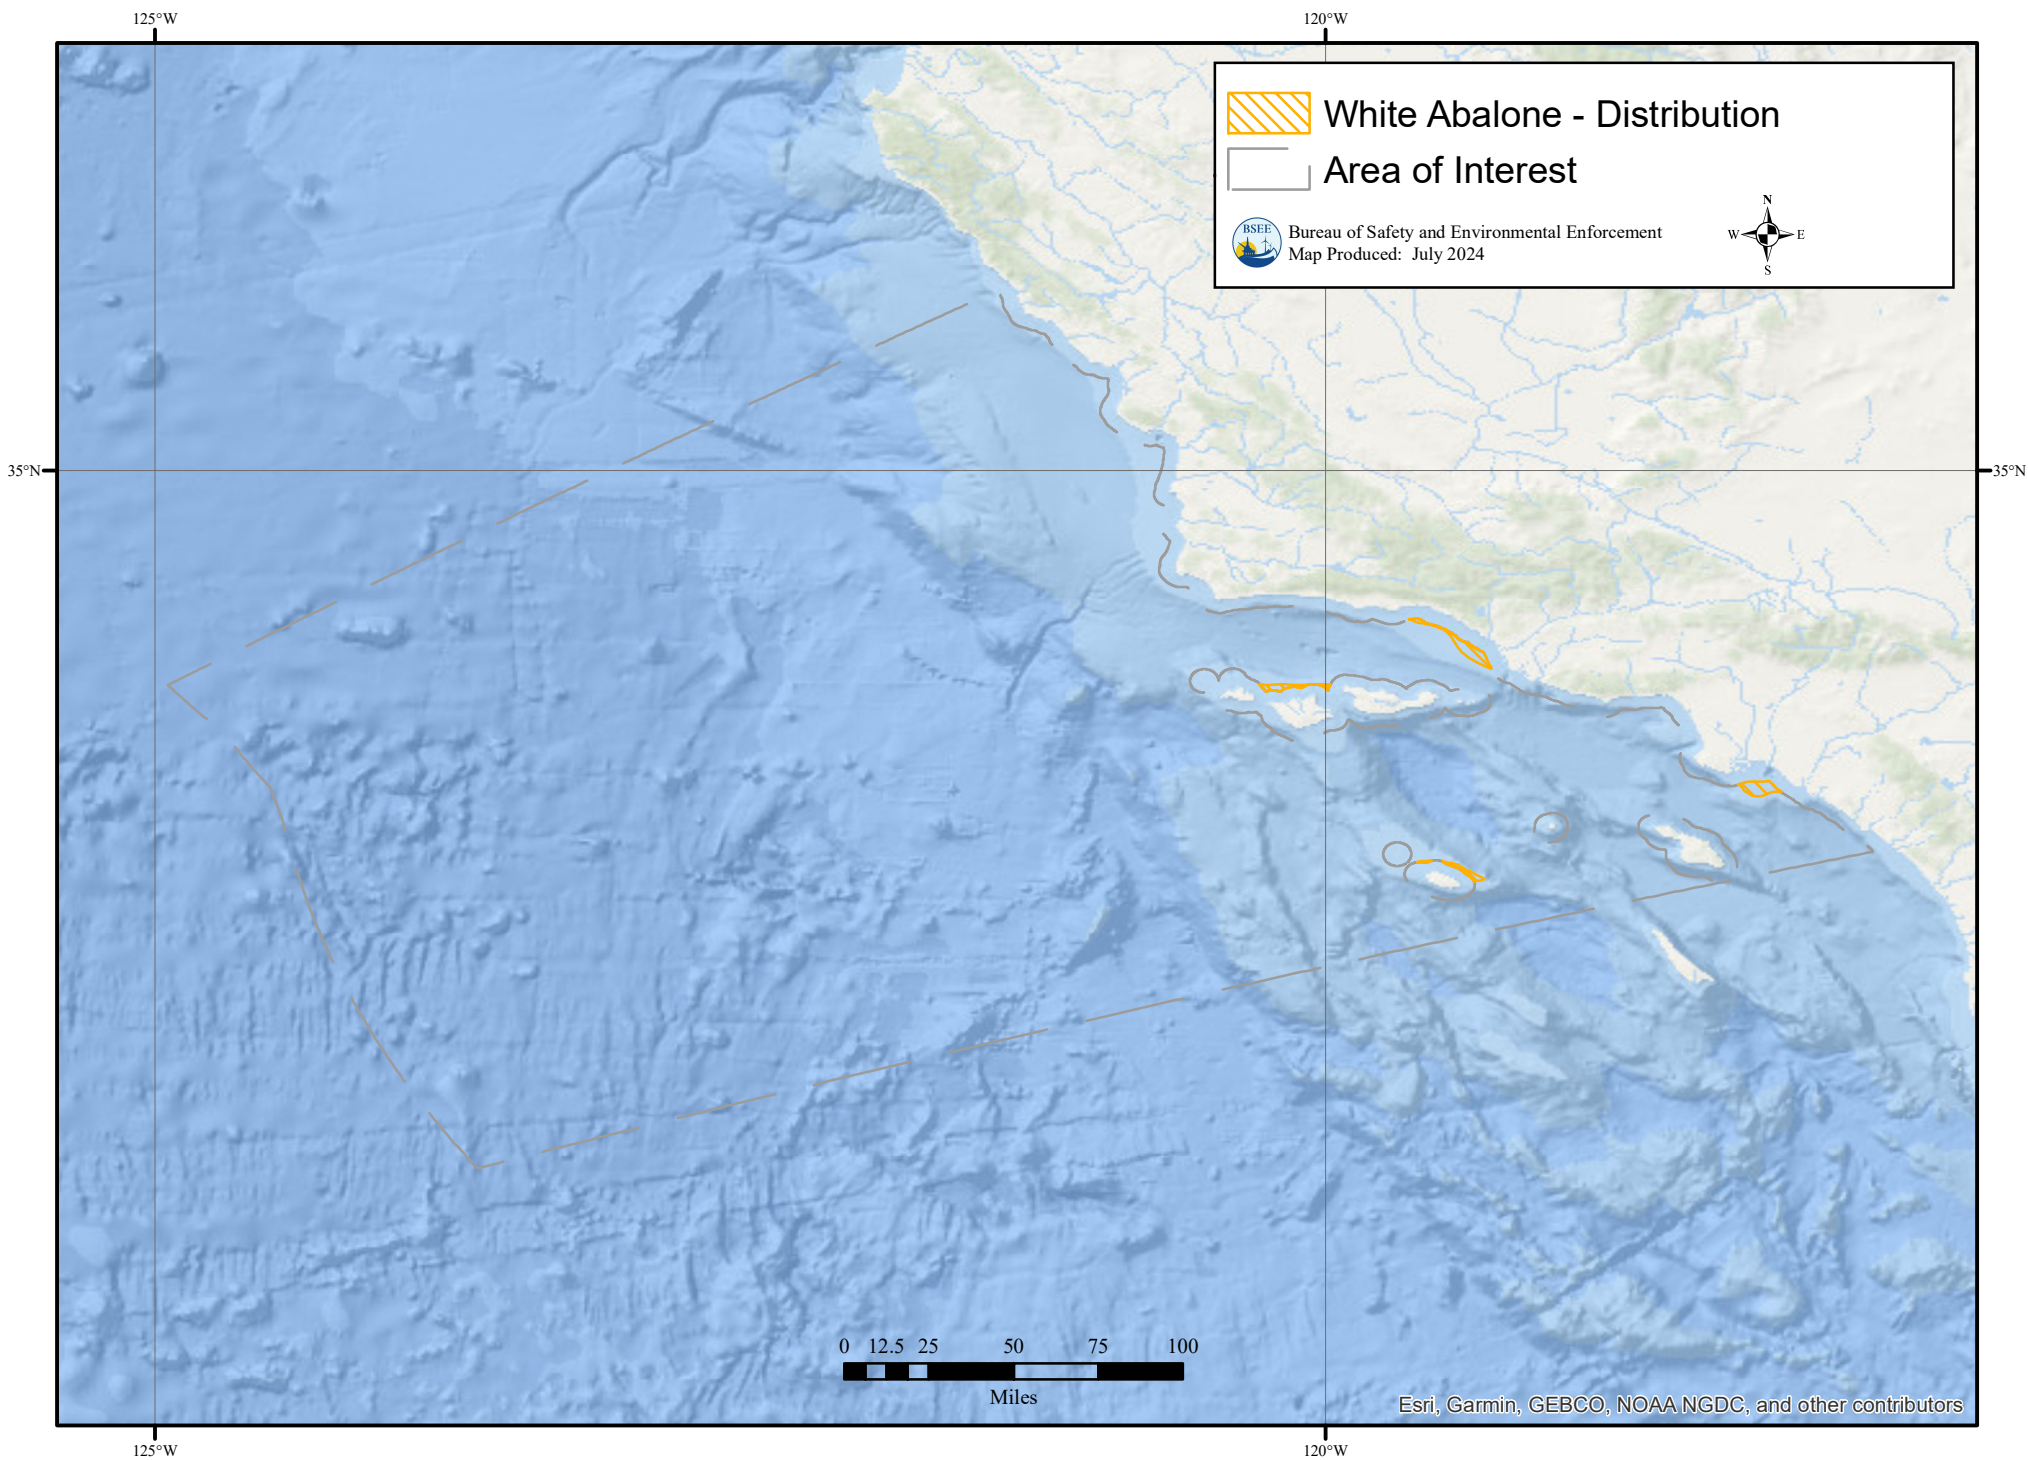 125°W
120°W
White Abalone - Distribution
Area of Interest
BSEE
Bureau of Safety and Environmental Enforcement
Map Produced: July 2024
N
W
E
S
35°N
35°N
0 12.5 25 50 75 100
Miles
Esri, Garmin, GEBCO, NOAA NGDC, and other contributors
125°W
120°W